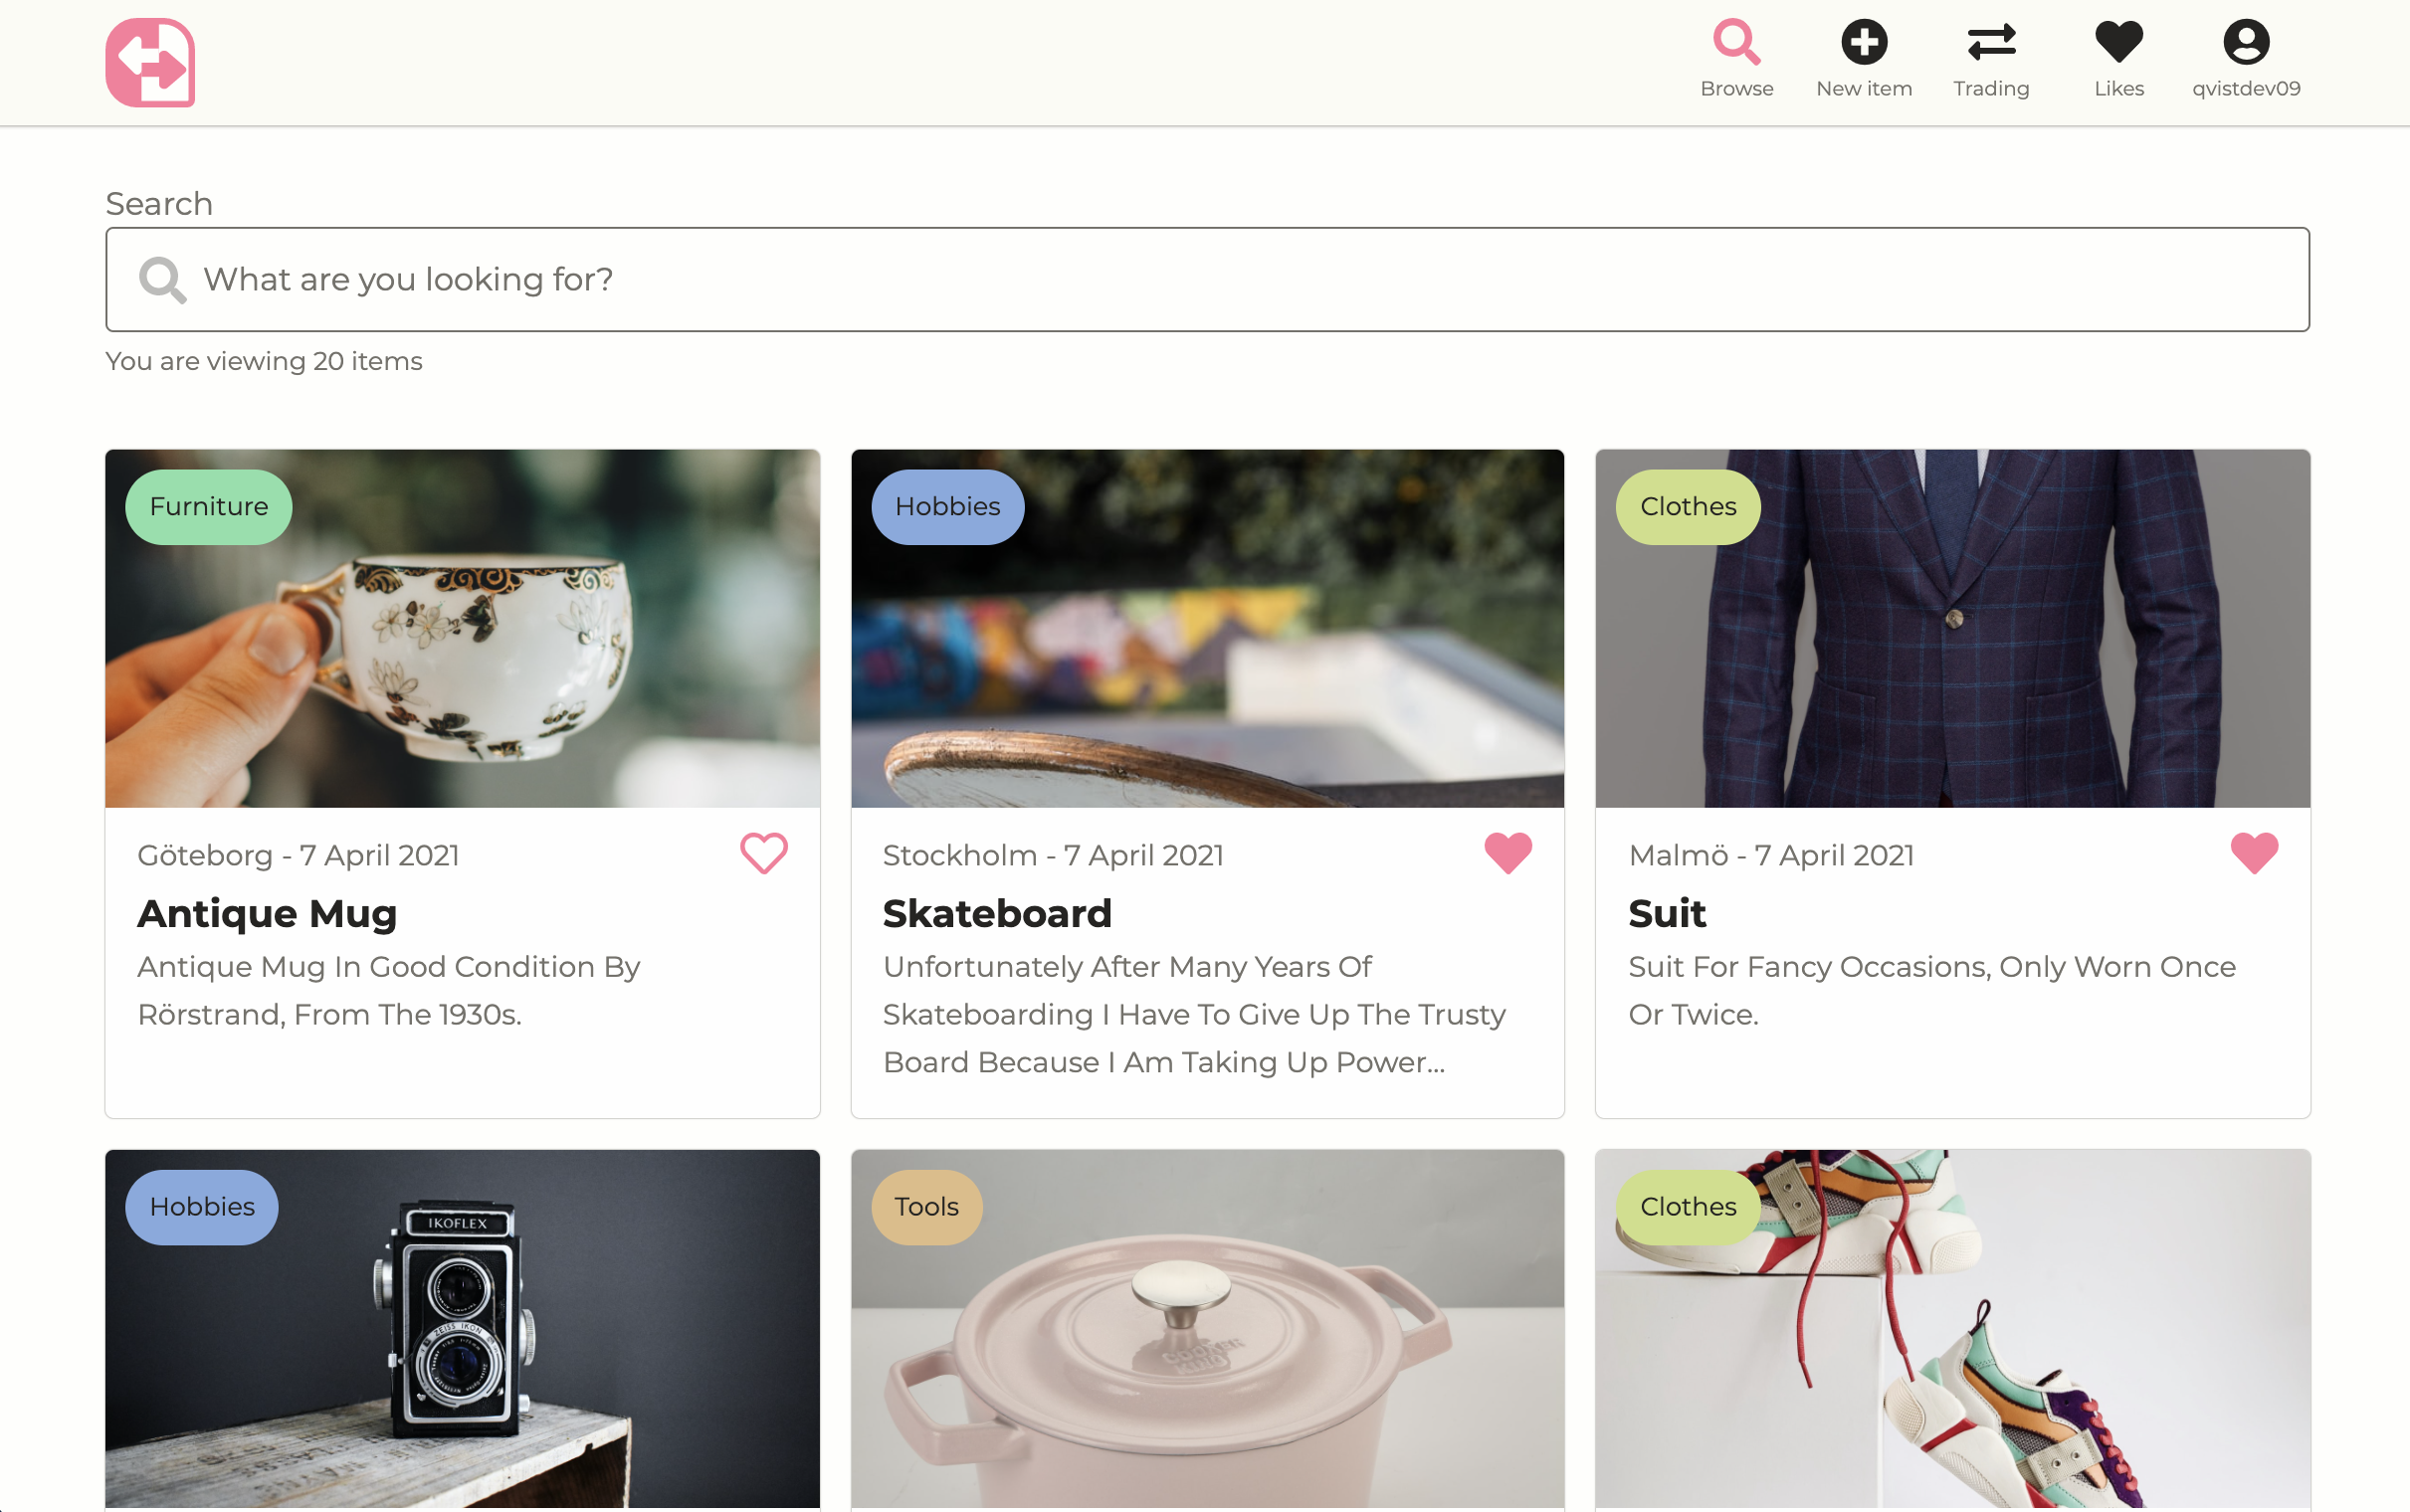 Browse
New item
Trading
Likes
qvistdev09
Search
What are you looking for?
You are viewing 20 items
Furniture
Hobbies
Clothes
Göteborg - 7 April 2021
Antique Mug
Antique Mug In Good Condition By
Rörstrand, From The 1930s.
Stockholm - 7 April 2021
Skateboard
Unfortunately After Many Years Of
Skateboarding I Have To Give Up The Trusty
Board Because I Am Taking Up Power...
Malmö - 7 April 2021
Suit
Suit For Fancy Occasions, Only Worn Once
Or Twice.
Hobbies
IKOFLEX
ZEISS IKON
Tools
COOKER
KING
Clothes